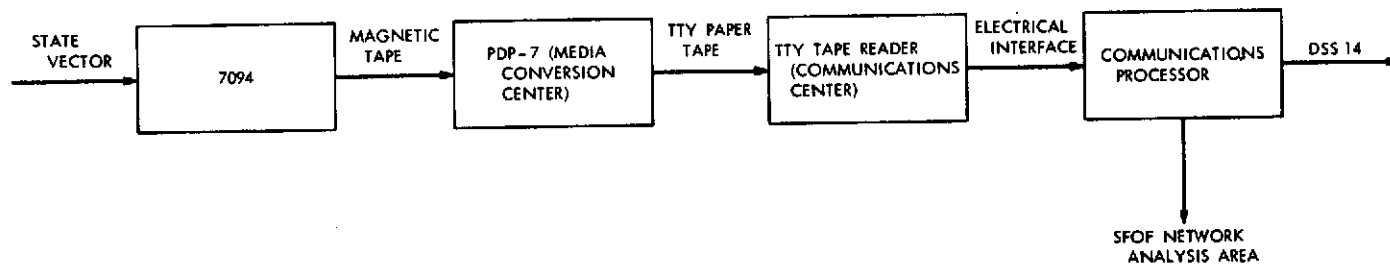 STATE
VECTOR
7094
MAGNETIC
TAPE
PDP-7 (MEDIA
CONVERSION
CENTER)
TTY PAPER
TAPE
TTY TAPE READER
(COMMUNICATIONS
CENTER)
ELECTRICAL
INTERFACE
COMMUNICATIONS
PROCESSOR
DSS 14
SFOF NETWORK
ANALYSIS AREA